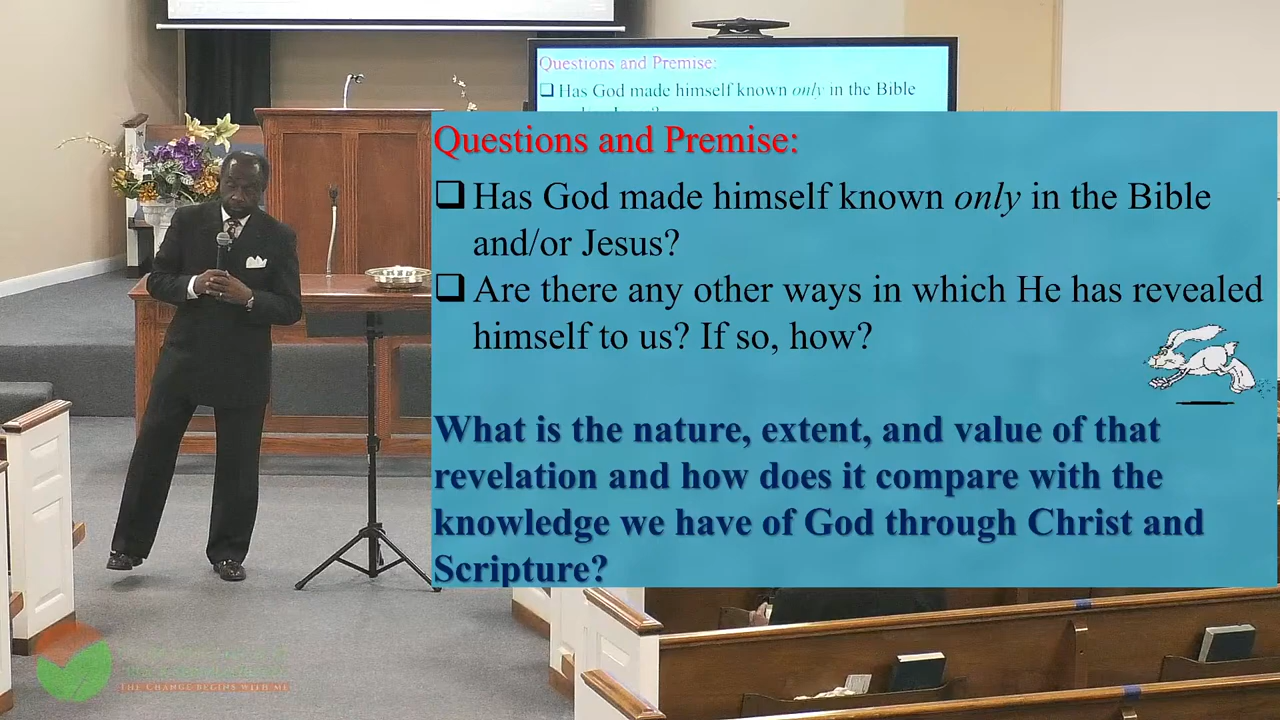 Questions and Premise:
❑ Has God made himself known only in the Bible
Questions and Premise:
❑ Has God made himself known only in the Bible
and/or Jesus?
❑ Are there any other ways in which He has revealed
himself to us? If so, how?
What is the nature, extent, and value of that
revelation and how does it compare with the
knowledge we have of God through Christ and
Scripture?
THE CHANGE BEGINS WITH ME